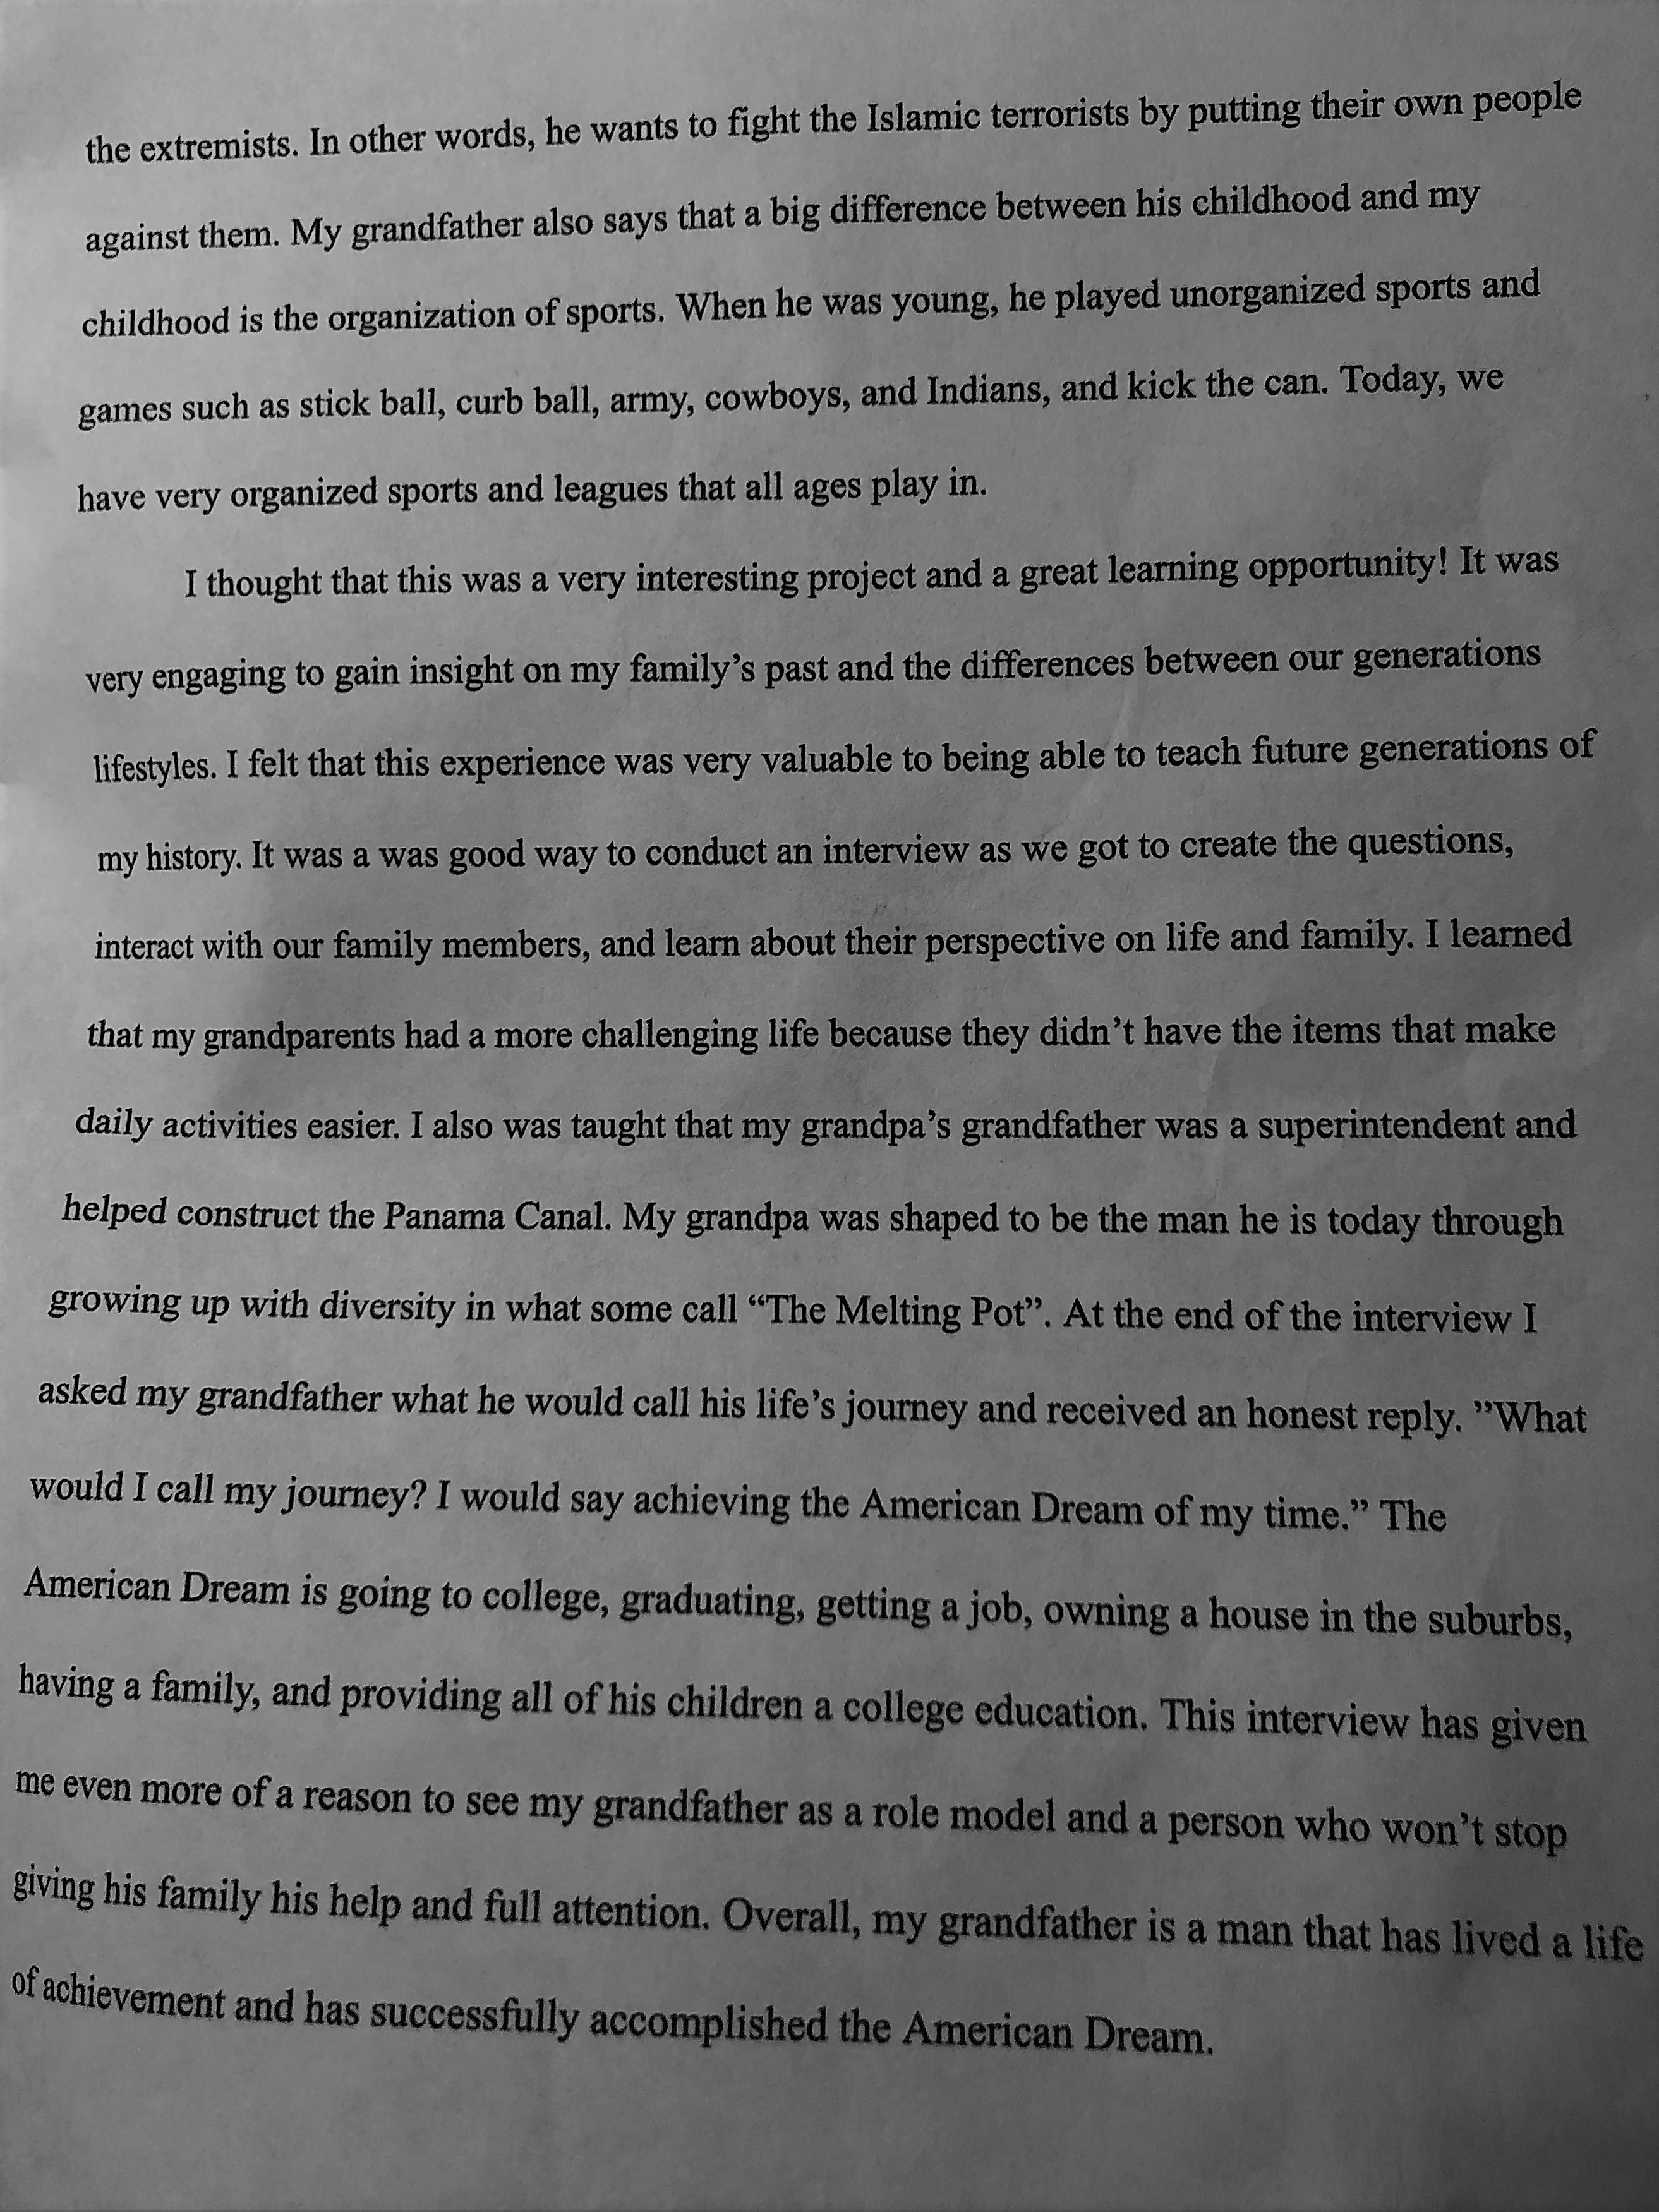 the extremists. In other words, he wants to fight the Islamic terrorists by putting their own people
against them. My grandfather also says that a big difference between his childhood and my
childhood is the organization of sports. When he was young, he played unorganized sports and
games such as stick ball, curb ball, army, cowboys, and Indians, and kick the can. Today, we
have very organized sports and leagues that all ages play in.
I thought that this was a very interesting project and a great learning opportunity! It was
very engaging to gain insight on my family’s past and the differences between our generations
lifestyles. I felt that this experience was very valuable to being able to teach future generations of
my history. It was a was good way to conduct an interview as we got to create the questions,
interact with our family members, and learn about their perspective on life and family. I learned
that my grandparents had a more challenging life because they didn’t have the items that make
daily activities easier. I also was taught that my grandpa’s grandfather was a superintendent and
helped construct the Panama Canal. My grandpa was shaped to be the man he is today through
growing up with diversity in what some call “The Melting Pot”. At the end of the interview I
asked my grandfather what he would call his life’s journey and received an honest reply. ”What
would I call my journey? I would say achieving the American Dream of my time.” The
American Dream is going to college, graduating, getting a job, owning a house in the suburbs,
having a family, and providing all of his children a college education. This interview has given
me even more of a reason to see my grandfather as a role model and a person who won’t stop
giving his family his help and full attention. Overall, my grandfather is a man that has lived a life
of achievement and has successfully accomplished the American Dream.